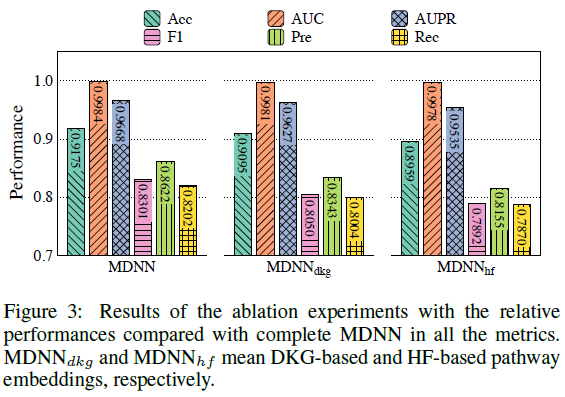 Acc AUC AUPR
F1 Pre Rec
Performance
1.0
0.9
0.8
0.7
0.9175 0.9984 0.9668 0.8301 0.8622 0.8202
0.9095 0.9981 0.9627 0.8050 0.8343 0.8004
0.8959 0.9978 0.9535 0.7892 0.8155 0.7870
MDNN MDNNdkg MDNNhf
Figure 3: Results of the ablation experiments with the relative
performances compared with complete MDNN in all the metrics.
MDNNdkg and MDNNhf mean DKG-based and HF-based pathway
embeddings, respectively.